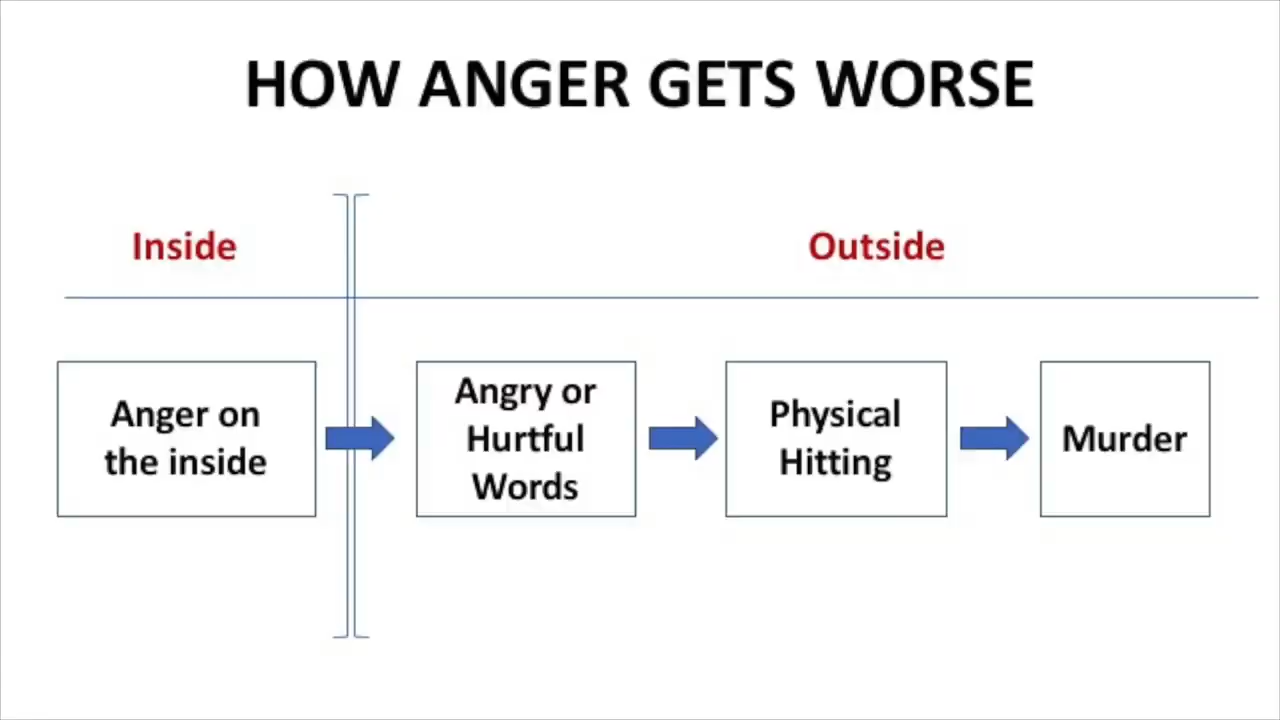 HOW ANGER GETS WORSE
Inside
Outside
Anger on
the inside
Angry or
Hurtful
Words
Physical
Hitting
Murder